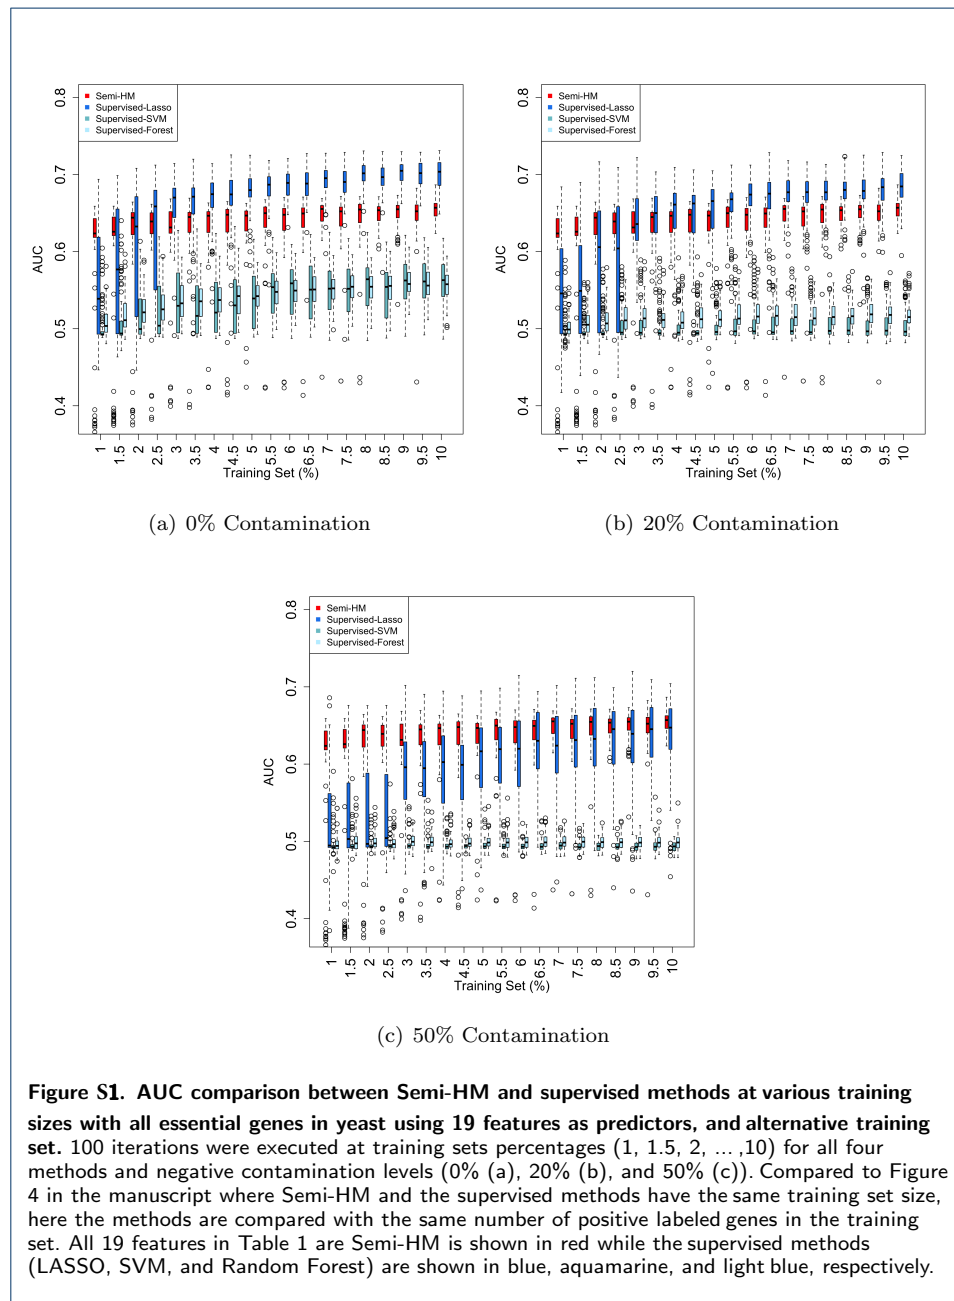 Semi-HM
Supervised-Lasso
Supervised-SVM
Supervised-Forest
AUC
0.8
0.7
0.6
0.5
0.4
1
1.5
2
2.5
3
3.5
4
4.5
5
5.5
6
6.5
7
7.5
8
8.5
9
9.5
10
Training Set (%)
(a) 0% Contamination
Semi-HM
Supervised-Lasso
Supervised-SVM
Supervised-Forest
AUC
0.8
0.7
0.6
0.5
0.4
1
1.5
2
2.5
3
3.5
4
4.5
5
5.5
6
6.5
7
7.5
8
8.5
9
9.5
10
Training Set (%)
(b) 20% Contamination
Semi-HM
Supervised-Lasso
Supervised-SVM
Supervised-Forest
AUC
0.8
0.7
0.6
0.5
0.4
1
1.5
2
2.5
3
3.5
4
4.5
5
5.5
6
6.5
7
7.5
8
8.5
9
9.5
10
Training Set (%)
(c) 50% Contamination
Figure S1. AUC comparison between Semi-HM and supervised methods at various training
sizes with all essential genes in yeast using 19 features as predictors, and alternative training
set. 100 iterations were executed at training sets percentages (1, 1.5, 2, ... ,10) for all four
methods and negative contamination levels (0% (a), 20% (b), and 50% (c)). Compared to Figure
4 in the manuscript where Semi-HM and the supervised methods have the same training set size,
here the methods are compared with the same number of positive labeled genes in the training
set. All 19 features in Table 1 are Semi-HM is shown in red while the supervised methods
(LASSO, SVM, and Random Forest) are shown in blue, aquamarine, and light blue, respectively.